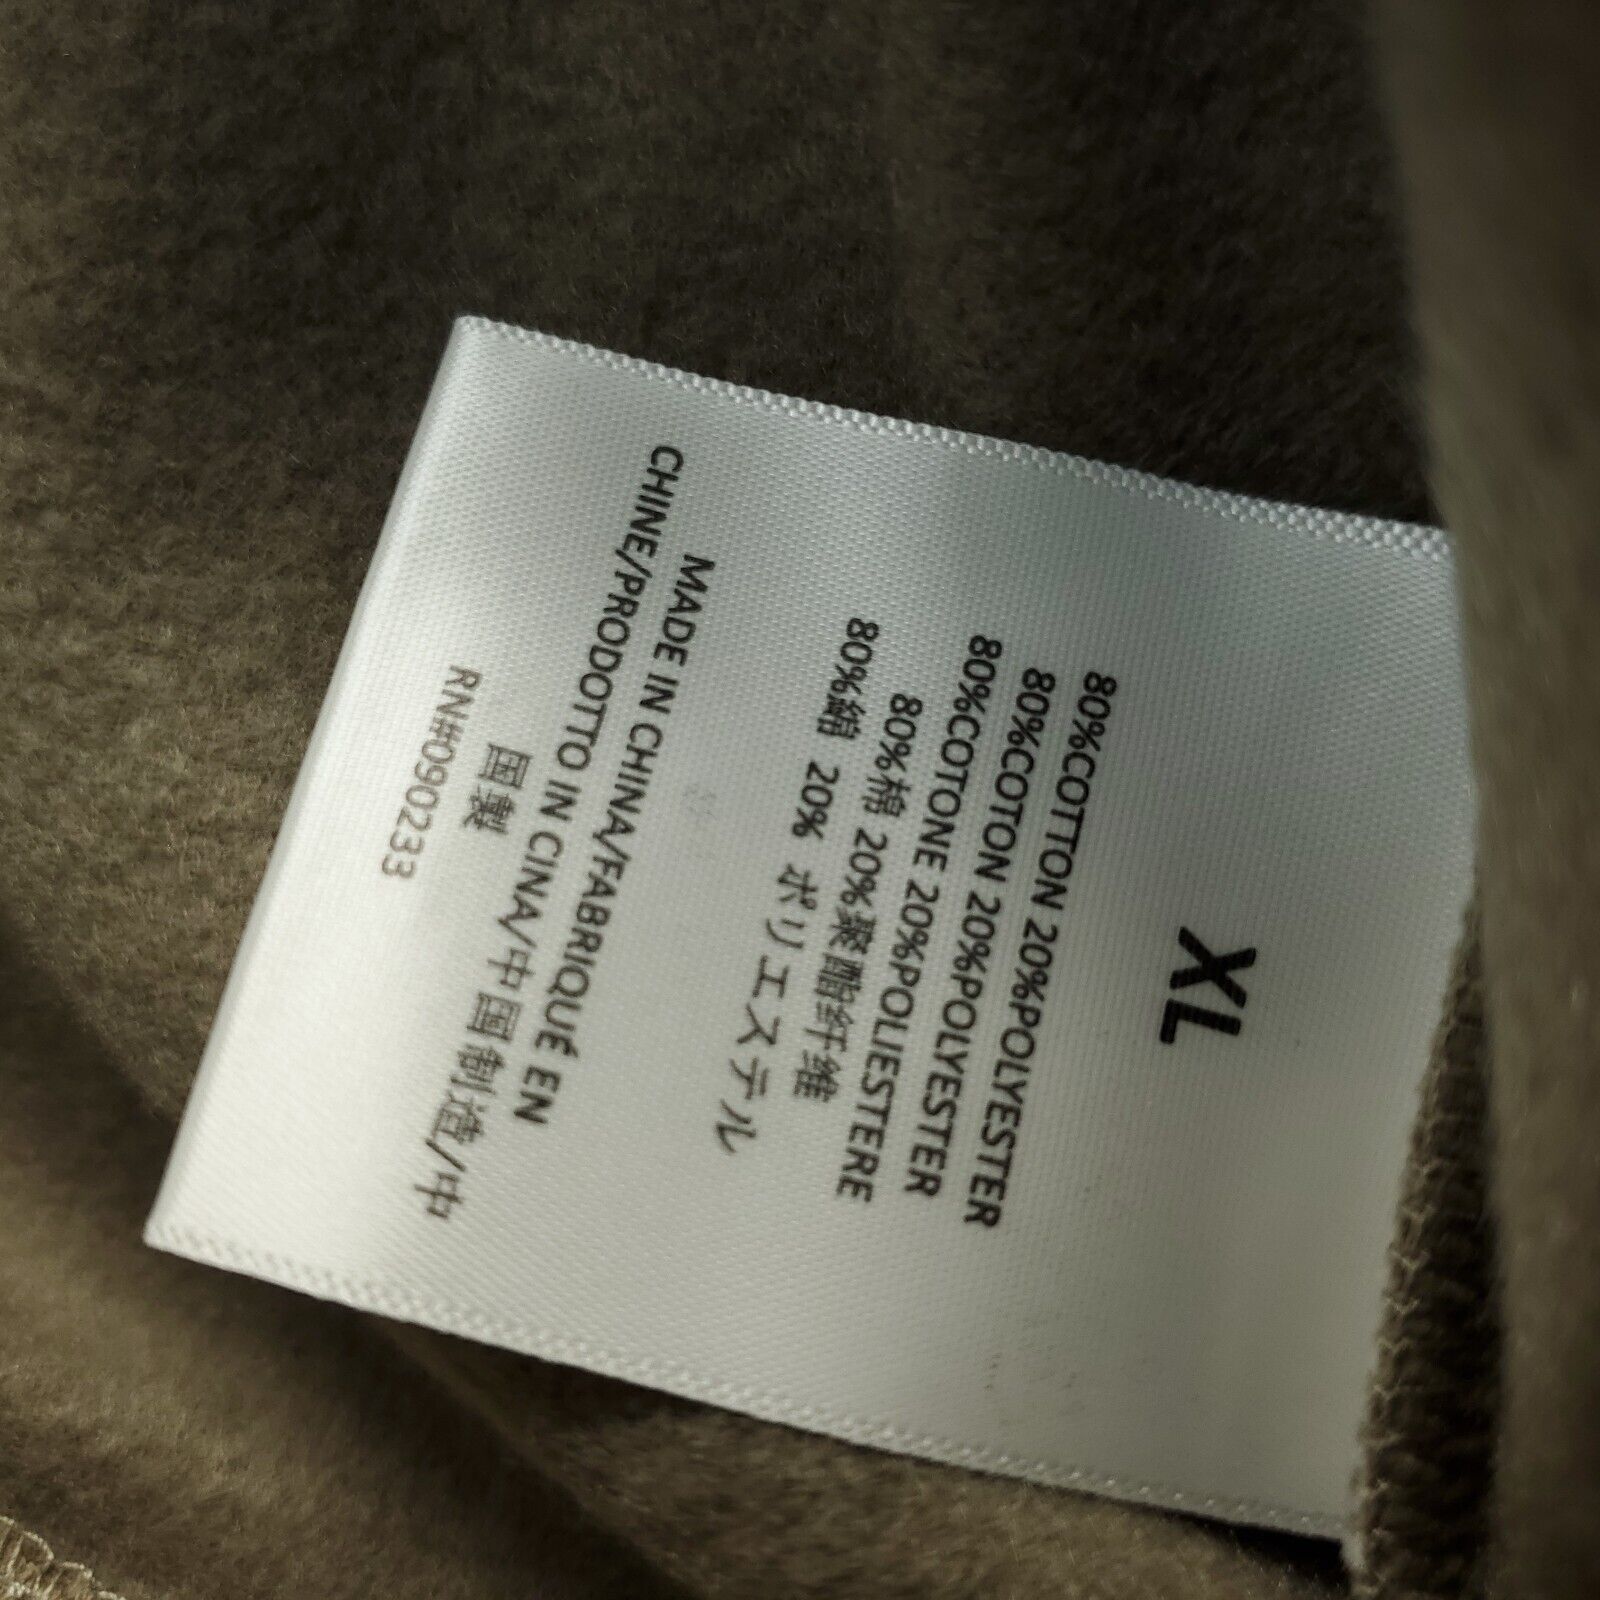 XL
80%COTTON 20%POLYESTER
80%COTON 20%POLYESTER
80%COTONE 20%POLIESTERE
80%棉 20%聚酯纤维
80%綿 20% ポリエステル
MADE IN CHINA/FABRIQUÉ EN
CHINE/PRODOTTO IN CINA/中国制造/中
国製
RN#090233